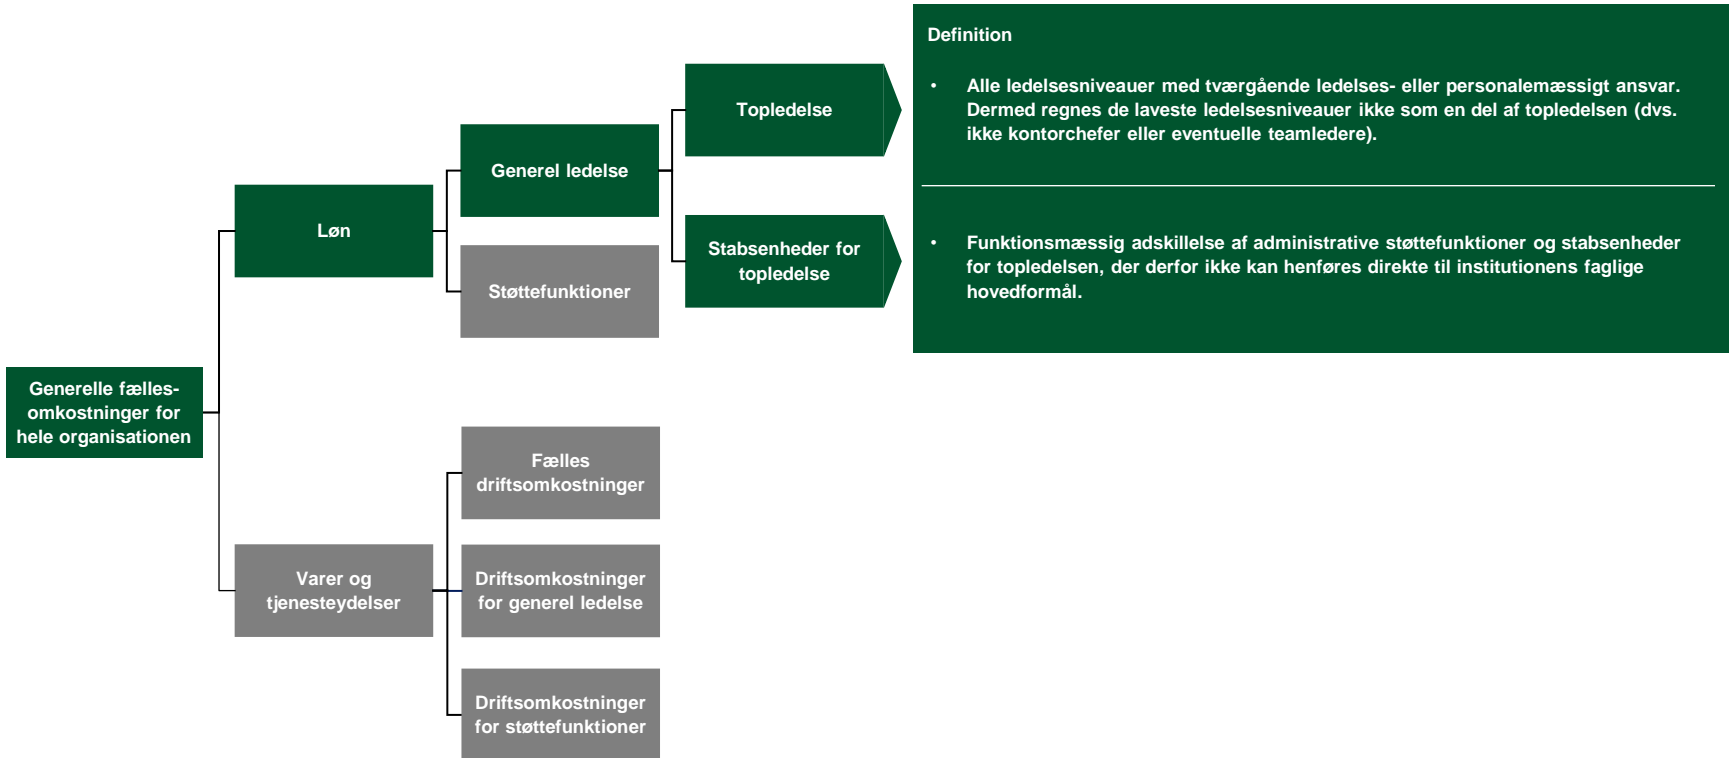 Definition
• Alle ledelsesniveauer med tværgående ledelses- eller personalemæssigt ansvar.
Dermed regnes de laveste ledelsesniveauer ikke som en del af topledelsen (dvs.
ikke kontorchefer eller eventuelle teamledere).
• Funktionsmæssig adskillelse af administrative støttefunktioner og stabsenheder
for topledelsen, der derfor ikke kan henføres direkte til institutionens faglige
hovedformål.
Topledelse
Stabsenheder for
topledelse
Generel ledelse
Støttefunktioner
Løn
Generelle fælles-
omkostninger for
hele organisationen
Varer og
tjenesteydelser
Fælles
driftsomkostninger
Driftsomkostninger
for generel ledelse
Driftsomkostninger
for støttefunktioner